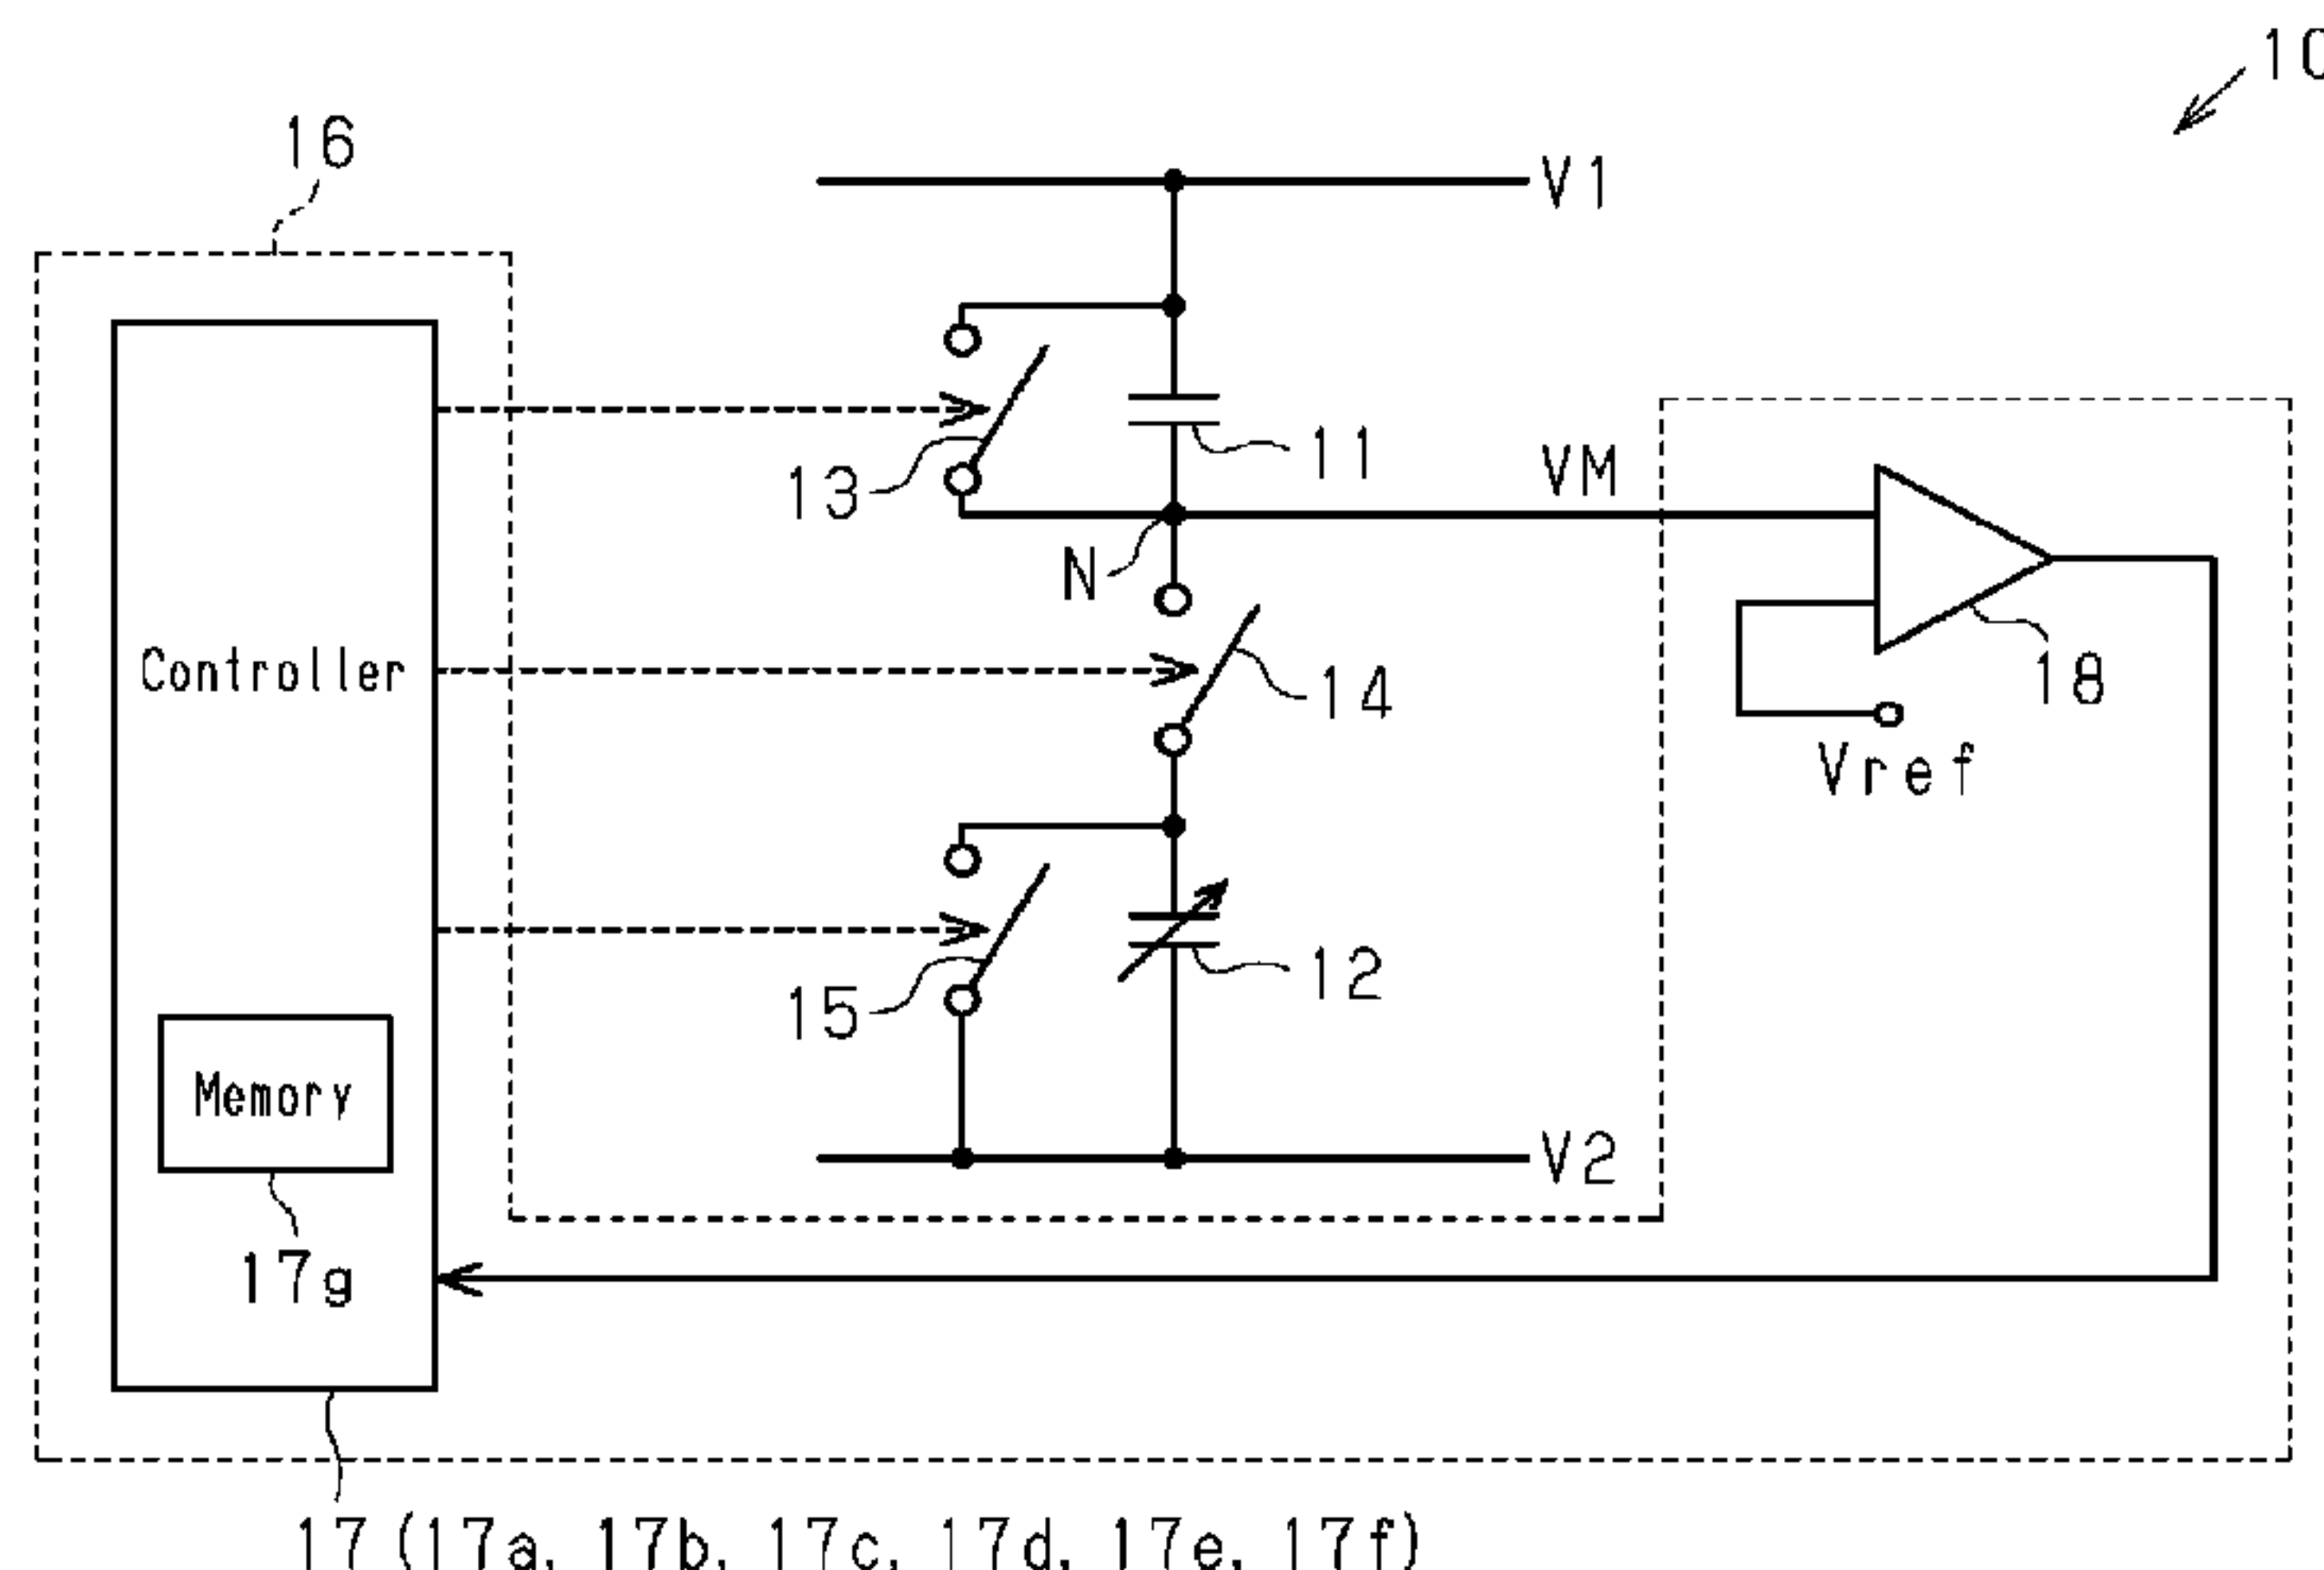 10
16
V1
13
11
VM
N
Controller
14
18
Vref
15
12
Memory
V2
17g
17(17a, 17b, 17c, 17d, 17e, 17f)